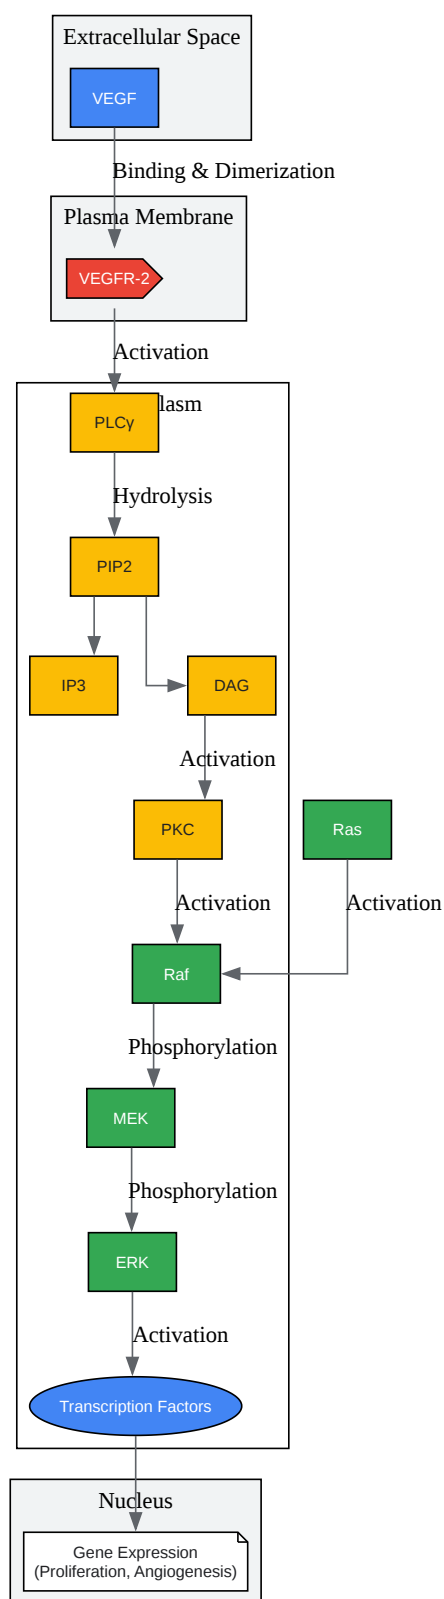 Extracellular Space
VEGF
Binding & Dimerization
Plasma Membrane
VEGFR-2
Activation
lasm
PLCγ
Hydrolysis
PIP2
IP3
DAG
Activation
PKC
Ras
Activation
Activation
Raf
Phosphorylation
MEK
Phosphorylation
ERK
Activation
Transcription Factors
Nucleus
Gene Expression
(Proliferation, Angiogenesis)